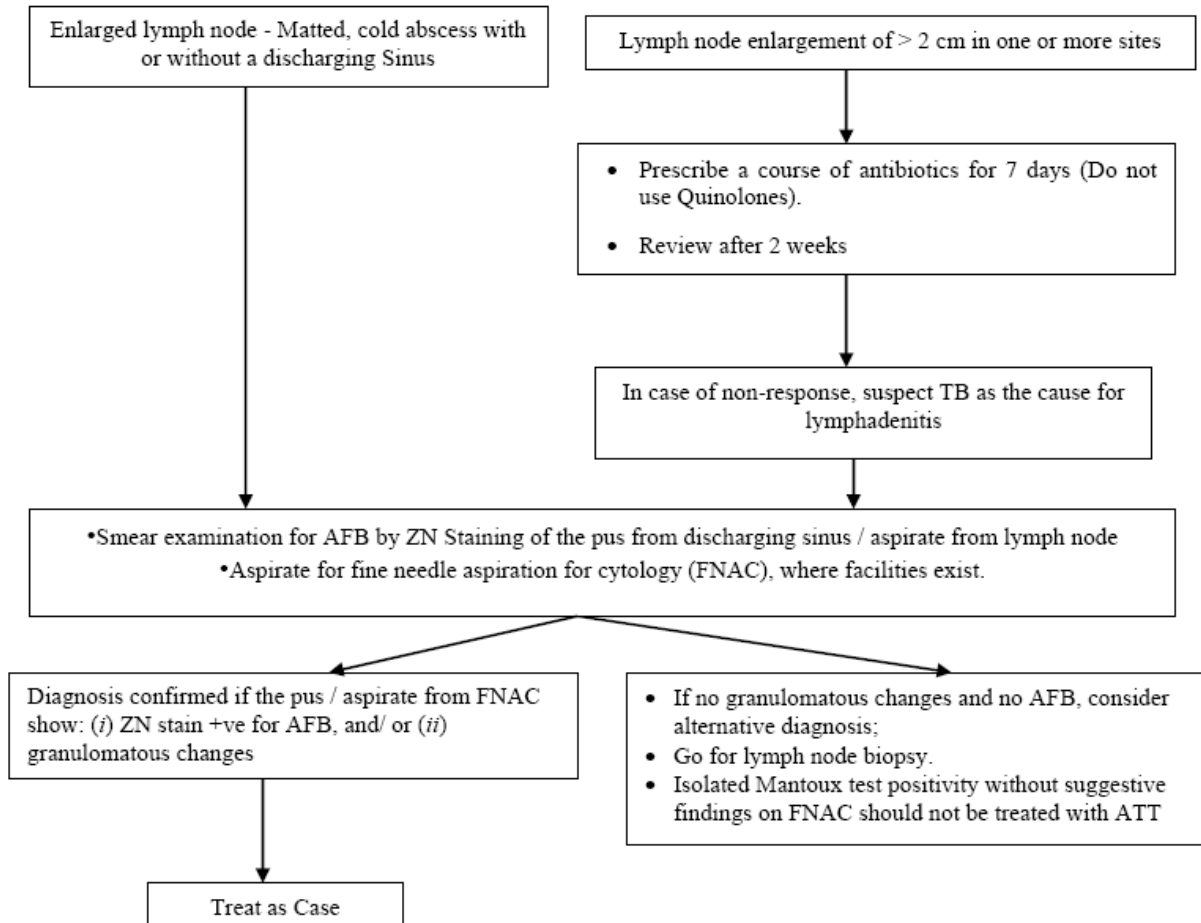 Enlarged lymph node - Matted, cold abscess with
or without a discharging Sinus
Lymph node enlargement of > 2 cm in one or more sites
• Prescribe a course of antibiotics for 7 days (Do not
use Quinolones).
• Review after 2 weeks
In case of non-response, suspect TB as the cause for
lymphadenitis
•Smear examination for AFB by ZN Staining of the pus from discharging sinus / aspirate from lymph node
•Aspirate for fine needle aspiration for cytology (FNAC), where facilities exist.
Diagnosis confirmed if the pus / aspirate from FNAC
show: (i) ZN stain +ve for AFB, and/ or (ii)
granulomatous changes
• If no granulomatous changes and no AFB, consider
alternative diagnosis;
• Go for lymph node biopsy.
• Isolated Mantoux test positivity without suggestive
findings on FNAC should not be treated with ATT
Treat as Case